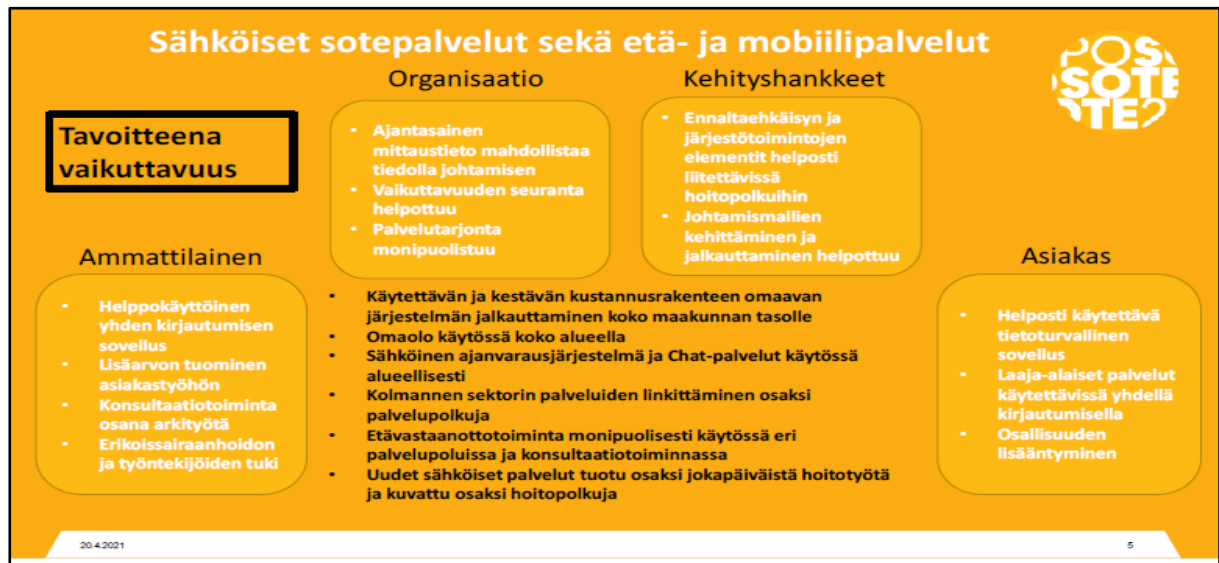 Sähköiset sotepalvelut sekä etä- ja mobiilipalvelut
POS
SOTE
OTE2
Tavoitteena
vaikuttavuus
Organisaatio
• Ajantasainen
mittaustieto mahdollistaa
tiedolla johtamisen
• Vaikuttavuuden seuranta
helpottuu
• Palvelutarjonta
monipuolistuu
Kehityshankkeet
• Ennaltaehkäisyn ja
järjestötoimintojen
elementit helposti
liitettävissä
hoitopolkuihin
• Johtamismallien
kehittäminen ja
jalkauttaminen helpottuu
Ammattilainen
• Helppokäyttöinen
yhden kirjautumisen
sovellus
• Lisäarvon tuominen
asiakastyöhön
• Konsultaatiotoiminta
osana arkityötä
• Erikoissairaanhoidon
ja työntekijöiden tuki
• Käytettävän ja kestävän kustannusrakenteen omaavan
järjestelmän jalkauttaminen koko maakunnan tasolle
• Omaolo käytössä koko alueella
• Sähköinen ajanvarausjärjestelmä ja Chat-palvelut käytössä
alueellisesti
• Kolmannen sektorin palveluiden linkittäminen osaksi
palvelupolkuja
• Etävastaanottotoiminta monipuolisesti käytössä eri
palvelupoluissa ja konsultaatiotoiminnassa
• Uudet sähköiset palvelut tuotu osaksi jokapäiväistä hoitotyötä
ja kuvattu osaksi hoitopolkuja
Asiakas
• Helposti käytettävä
tietoturvallinen
sovellus
• Laaja-alaiset palvelut
käytettävissä yhdellä
kirjautumisella
• Osallisuuden
lisääntyminen
20.4.2021
5